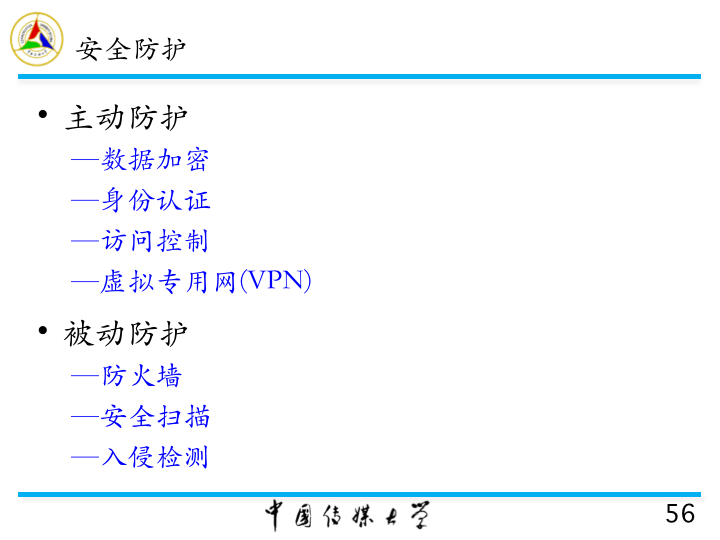 安全防护
• 主动防护
—数据加密
—身份认证
—访问控制
—虚拟专用网(VPN)
• 被动防护
—防火墙
—安全扫描
—入侵检测
中国传媒大学
56